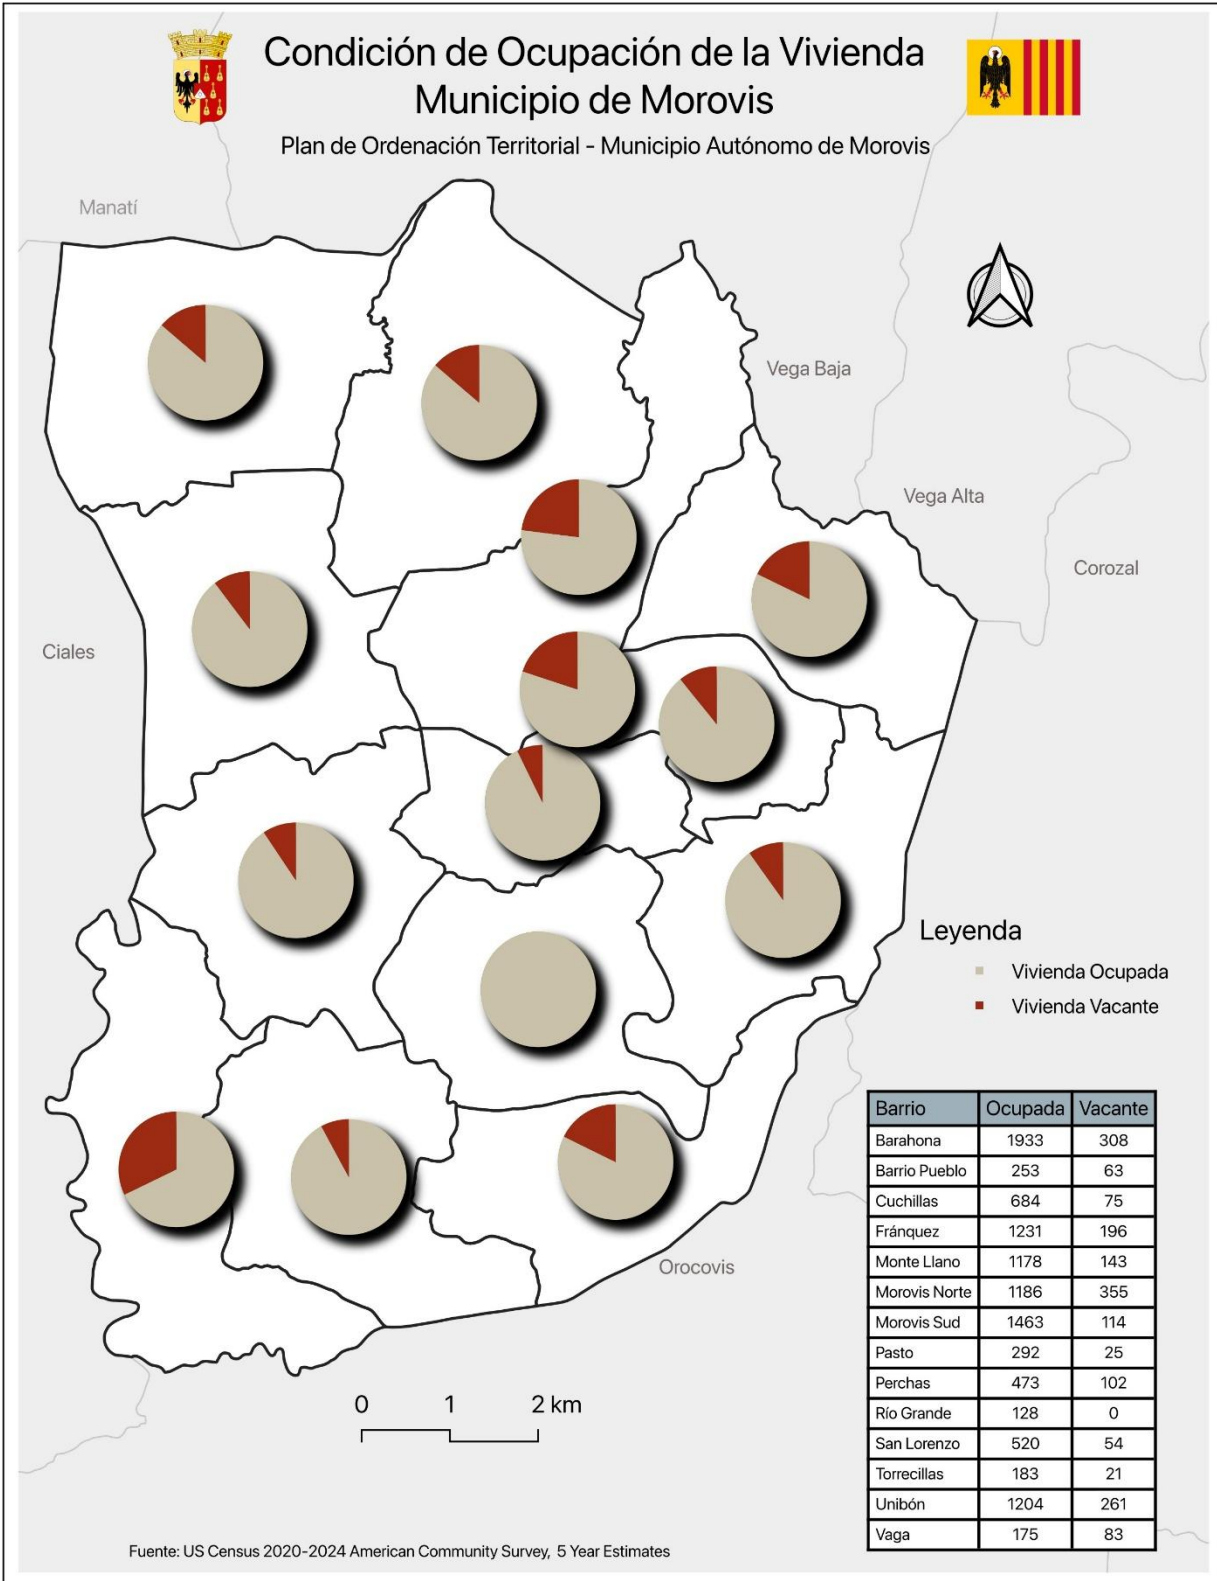 Condición de Ocupación de la Vivienda
Municipio de Morovis
Plan de Ordenación Territorial - Municipio Autónomo de Morovis
Manatí
Vega Baja
Vega Alta
Corozal
Ciales
Orocovis
Leyenda
Vivienda Ocupada
Vivienda Vacante
Barrio Ocupada Vacante
Barahona 1933 308
Barrio Pueblo 253 63
Cuchillas 684 75
Fránquez 1231 196
Monte Llano 1178 143
Morovis Norte 1186 355
Morovis Sud 1463 114
Pasto 292 25
Perchas 473 102
Río Grande 128 0
San Lorenzo 520 54
Torrecillas 183 21
Unibón 1204 261
Vaga 175 83
0 1 2 km
Fuente: US Census 2020-2024 American Community Survey, 5 Year Estimates